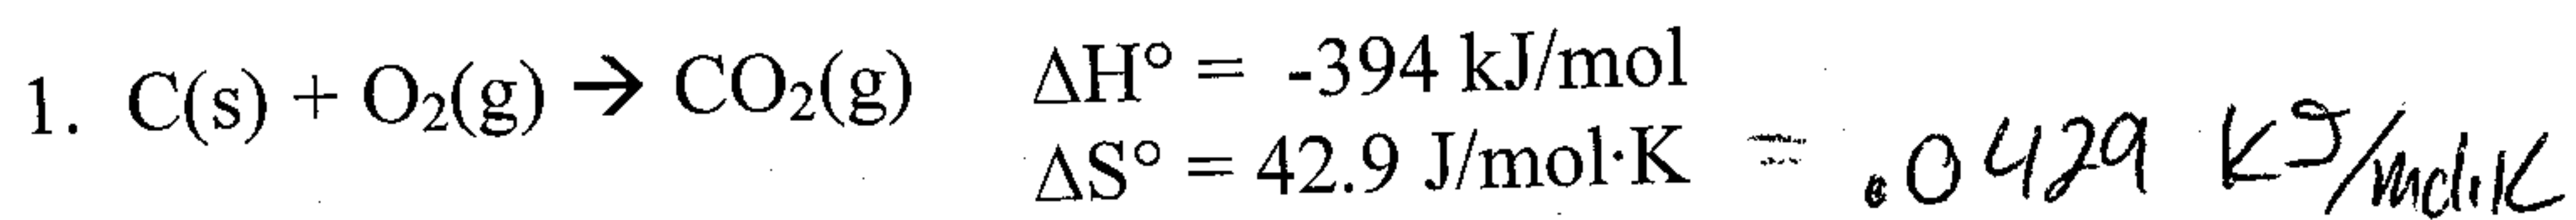 1. C(s) + O₂(g) → CO₂(g) ΔH° = -394 kJ/mol
ΔS° = 42.9 J/mol·K = .0429 KJ/mol·K